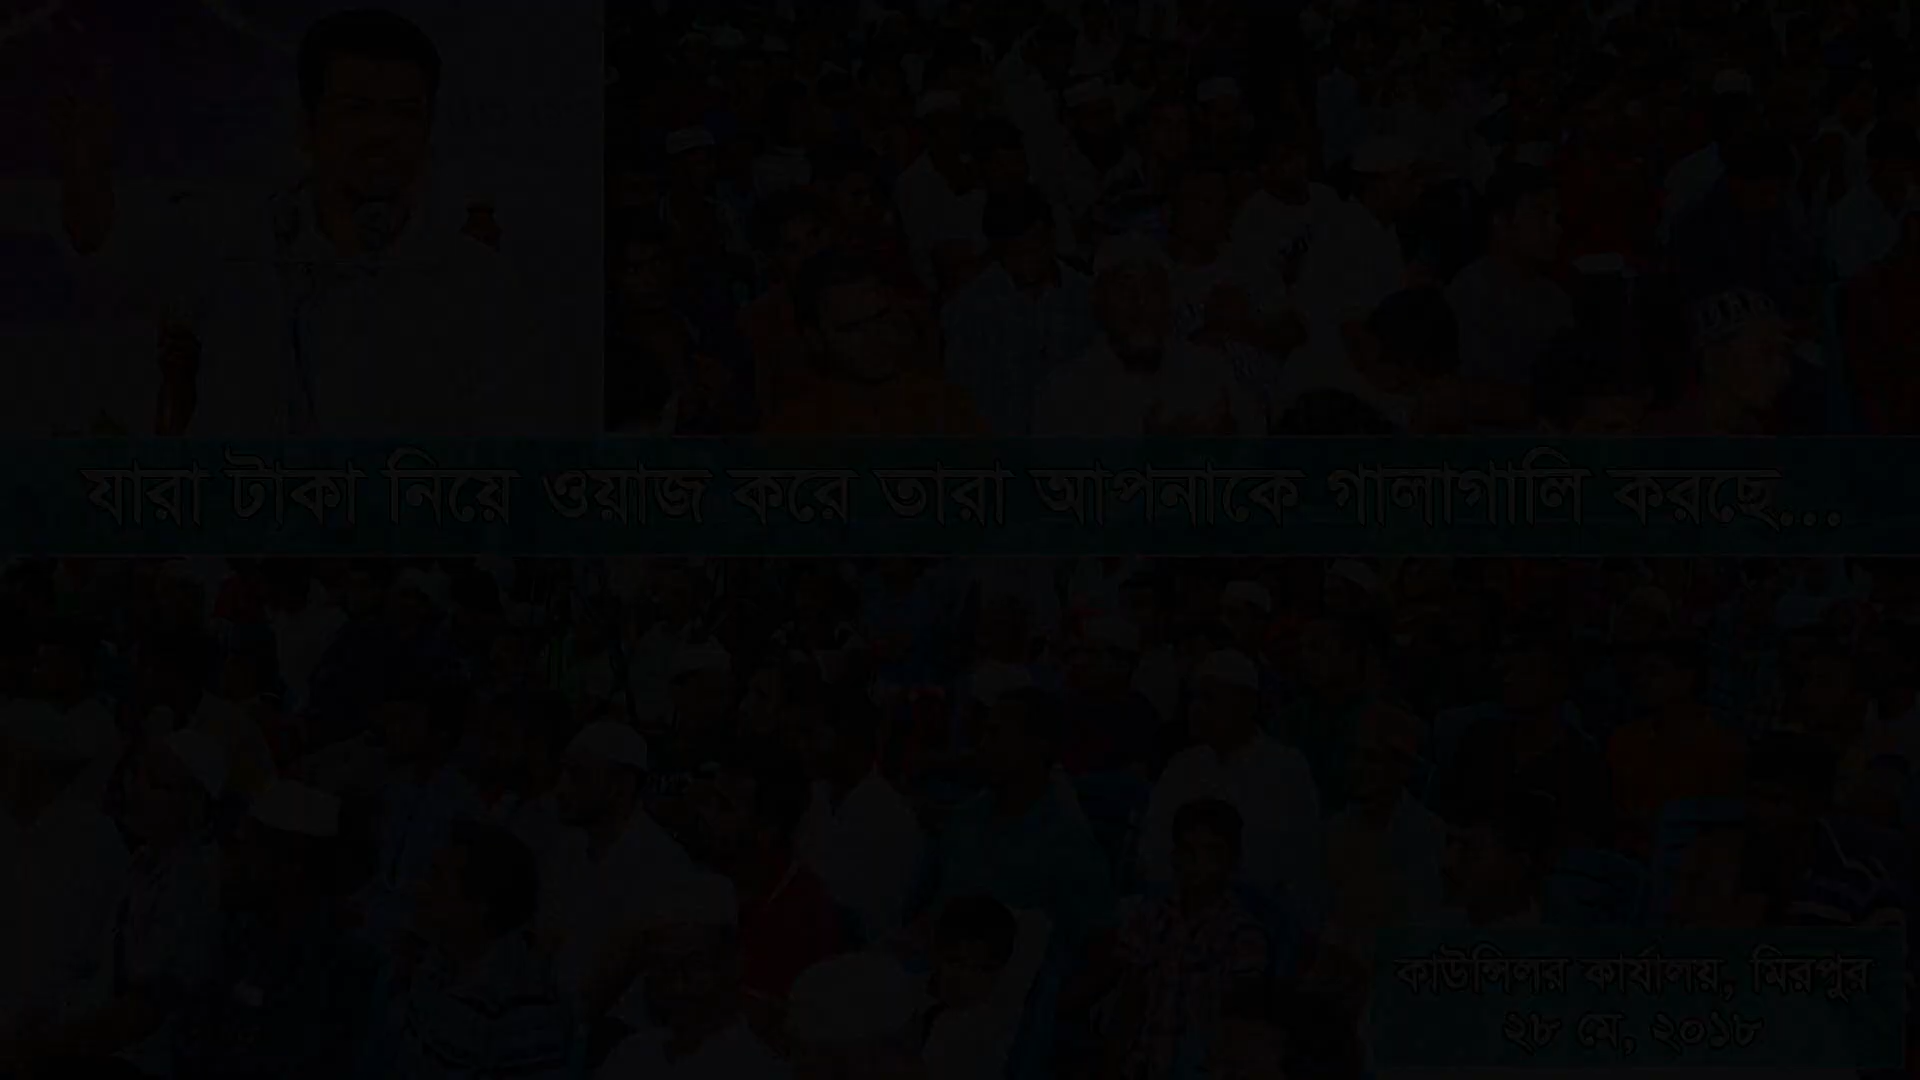 যারা টাকা নিয়ে ওয়াজ করে তারা আপনাকে গালাগালি করছে...
কাউন্সিলর কার্যালয়, মিরপুর
২৮ মে, ২০১৮